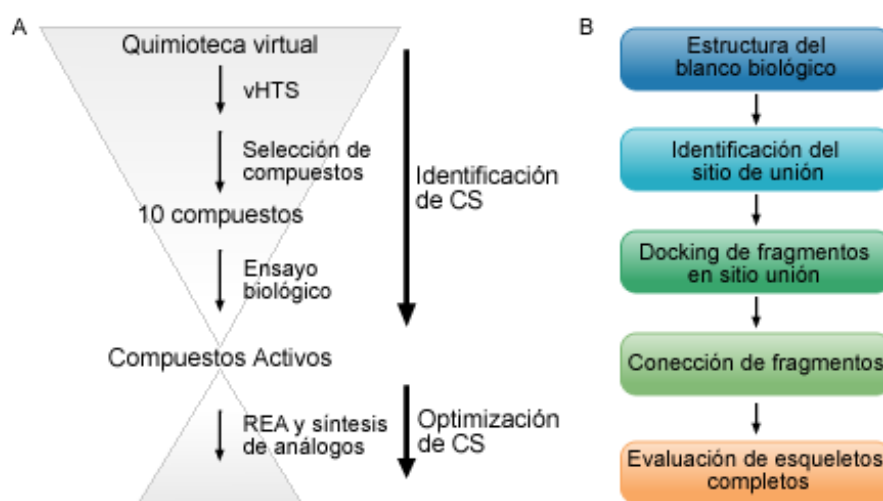 A
Quimioteca virtual
vHTS
Selección de
compuestos
10 compuestos
Ensayo
biológico
Compuestos Activos
REA y síntesis
de análogos
Identificación
de CS
Optimización
de CS
B
Estructura del
blanco biológico
Identificación del
sitio de unión
Docking de fragmentos
en sitio unión
Conección de fragmentos
Evaluación de esqueletos
completos